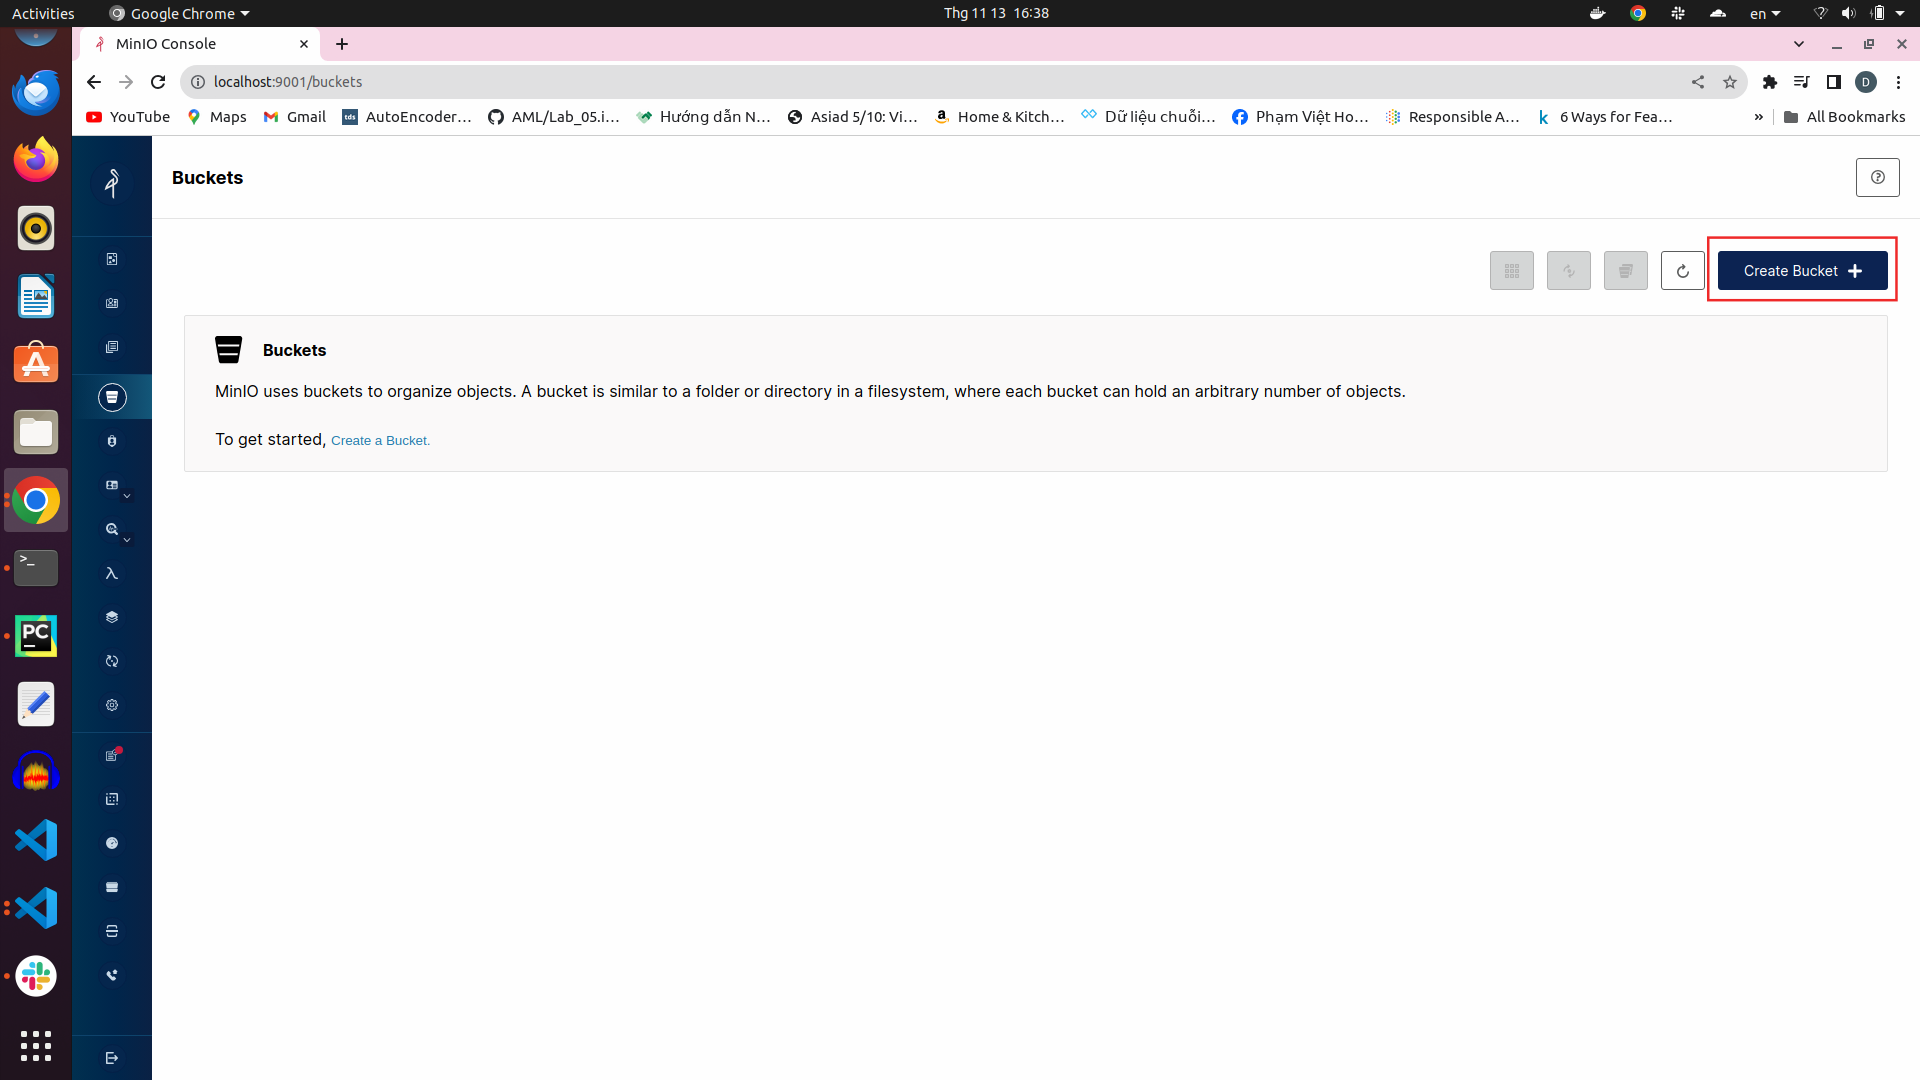 Activities
Google Chrome
Thg 11 13 16:38
en
MinIO Console
localhost:9001/buckets
D
YouTube
Maps
Gmail
tds
AutoEncoder...
AML/Lab_05.i...
Hướng dẫn N...
Asiad 5/10: Vi...
Home & Kitch...
Dữ liệu chuỗi...
Phạm Việt Ho...
Responsible A...
k
6 Ways for Fea...
»
All Bookmarks
Buckets
Create Bucket
Buckets
MinIO uses buckets to organize objects. A bucket is similar to a folder or directory in a filesystem, where each bucket can hold an arbitrary number of objects.
To get started, Create a Bucket.
>_
PC